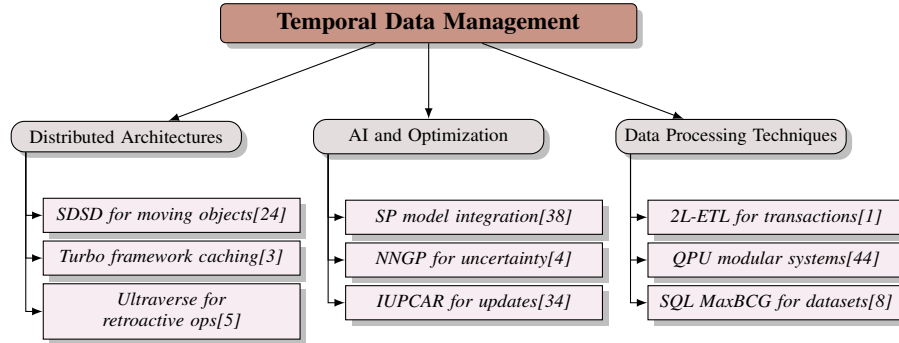 Temporal Data Management
Distributed Architectures
SDSD for moving objects[24]
Turbo framework caching[3]
Ultraverse for
retroactive ops[5]
AI and Optimization
SP model integration[38]
NNGP for uncertainty[4]
IUPCAR for updates[34]
Data Processing Techniques
2L-ETL for transactions[1]
QPU modular systems[44]
SQL MaxBCG for datasets[8]